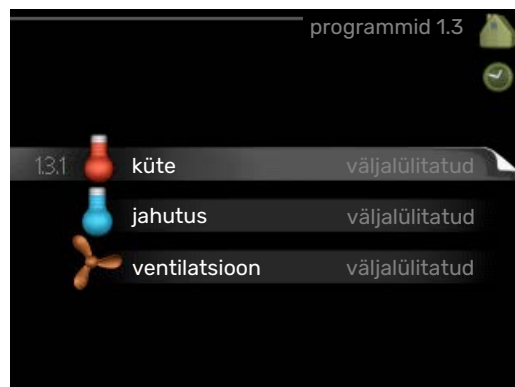 programmid 1.3
1.3.1 küte väljalülitatud
jahutus väljalülitatud
ventilatsioon väljalülitatud